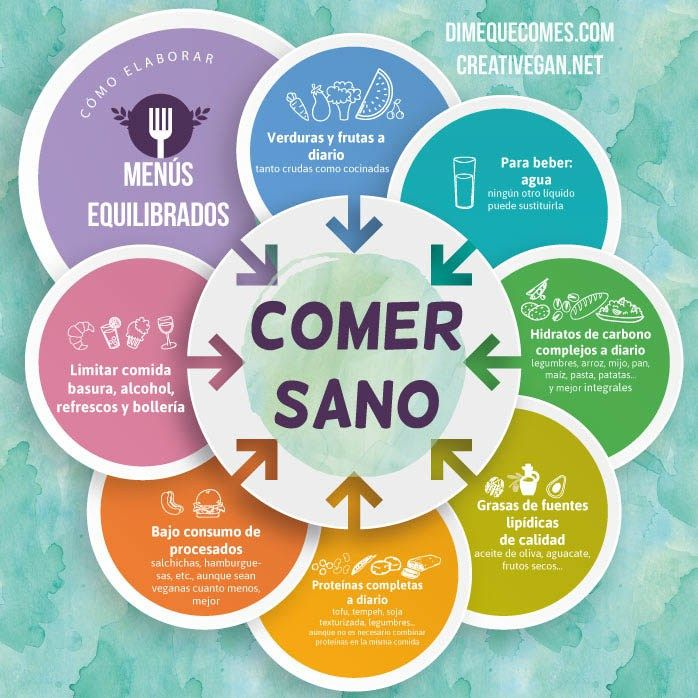 DIMEQUECOMES.COM
CREATIVEGAN.NET
CÓMO ELABORAR
MENÚS
EQUILIBRADOS
Verduras y frutas a
diario
tanto crudas como cocinadas
Para beber:
agua
ningún otro líquido
puede sustituirla
Hidratos de carbono
complejos a diario
legumbres, arroz, mijo, pan,
maíz, pasta, patatas...
y mejor integrales
Grasas de fuentes
lipídicas
de calidad
aceite de oliva, aguacate,
frutos secos...
Proteínas completas
a diario
tofu, tempeh, soja
texturizada, legumbres...
aunque no es necesario combinar
proteínas en la misma comida
Bajo consumo de
procesados
salchichas, hamburgue-
sas, etc., aunque sean
veganas cuanto menos,
mejor
Limitar comida
basura, alcohol,
refrescos y bollería
COMER
SANO